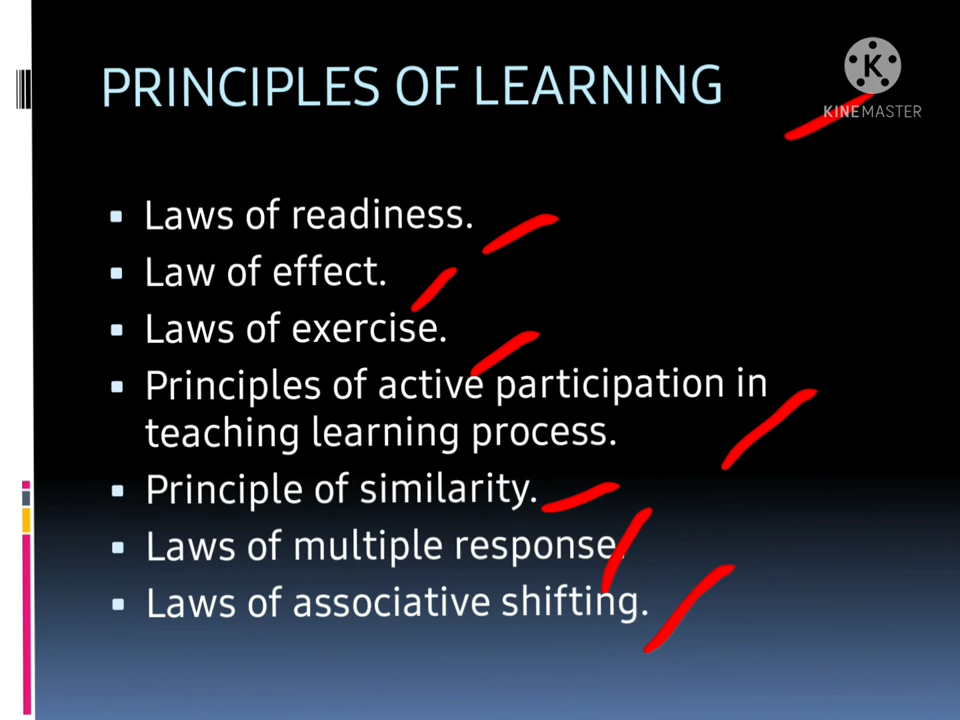 PRINCIPLES OF LEARNING
K
KINEMASTER
▪ Laws of readiness.
▪ Law of effect.
▪ Laws of exercise.
▪ Principles of active participation in
teaching learning process.
▪ Principle of similarity.
▪ Laws of multiple response.
▪ Laws of associative shifting.